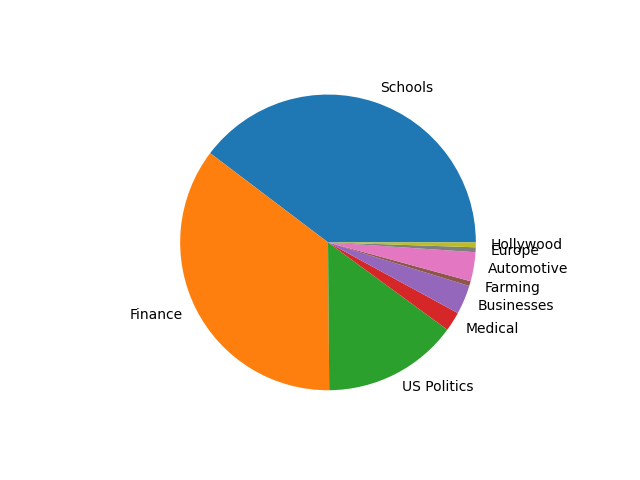 Schools
Hollywood
Europe
Automotive
Farming
Businesses
Finance
Medical
US Politics